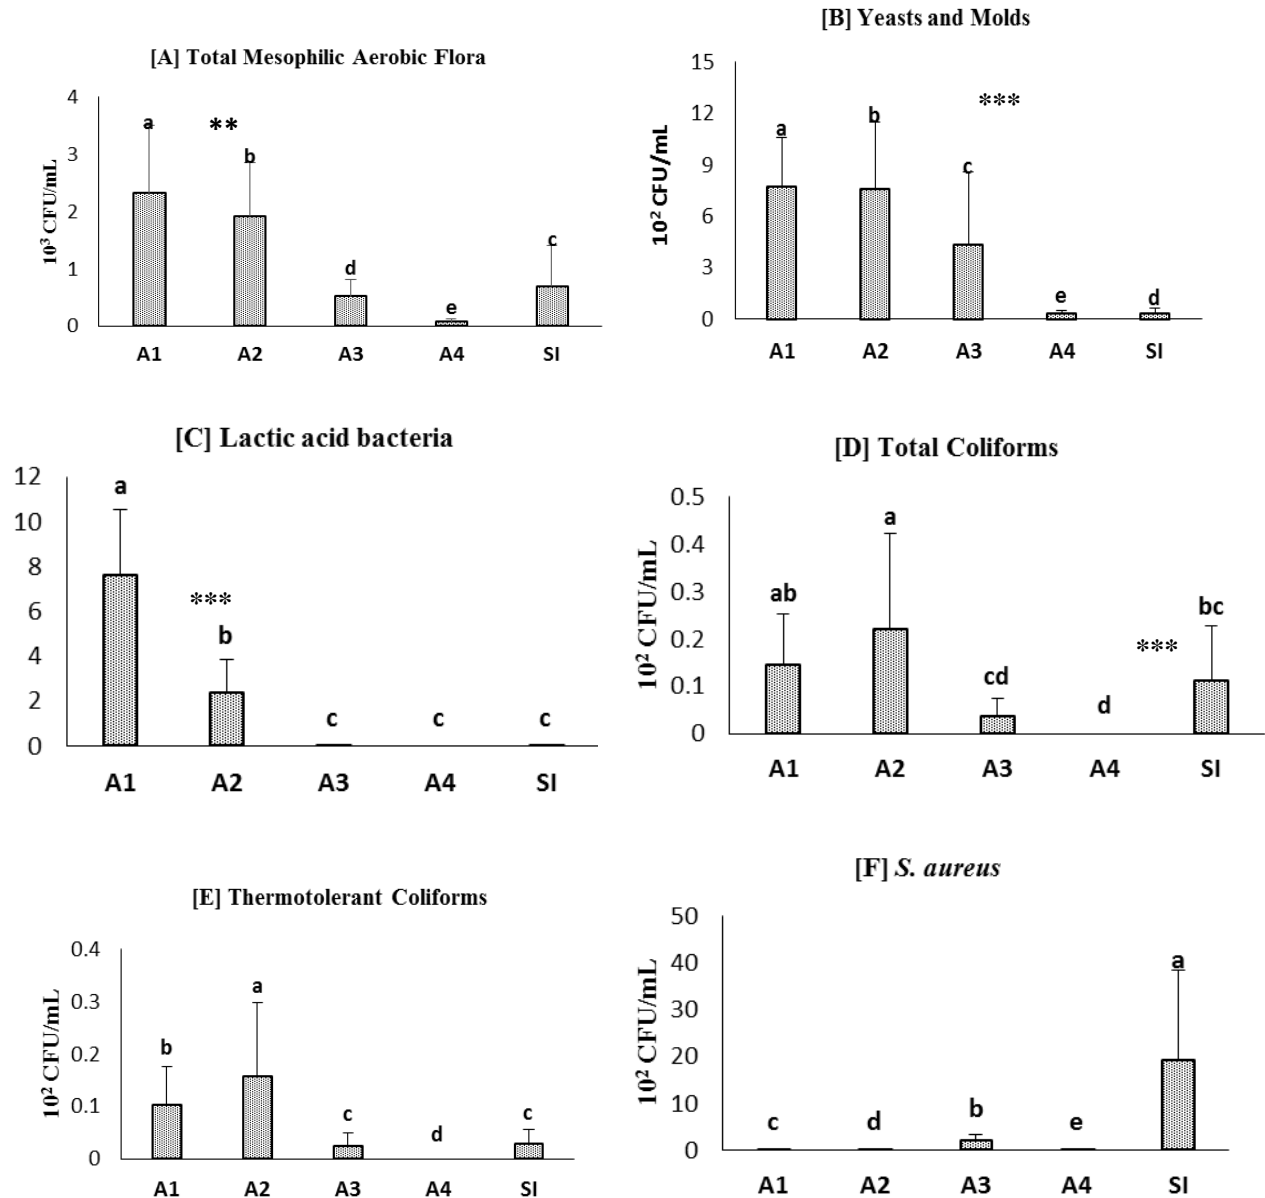 [A] Total Mesophilic Aerobic Flora
4
3
2
1
0
10³ CFU/mL
a
**
b
d
e
c
A1 A2 A3 A4 SI
[B] Yeasts and Molds
15
12
9
6
3
0
10² CFU/mL
a
b
c
***
e
d
A1 A2 A3 A4 SI
[C] Lactic acid bacteria
12
10
8
6
4
2
0
a
***
b
c c c
A1 A2 A3 A4 SI
[D] Total Coliforms
0.5
0.4
0.3
0.2
0.1
0
10² CFU/mL
ab
a
cd
d
***
bc
A1 A2 A3 A4 SI
[E] Thermotolerant Coliforms
0.4
0.3
0.2
0.1
0
10² CFU/mL
b
a
c
d
c
A1 A2 A3 A4 SI
[F] S. aureus
50
40
30
20
10
0
10² CFU/mL
c
d
b
e
a
A1 A2 A3 A4 SI